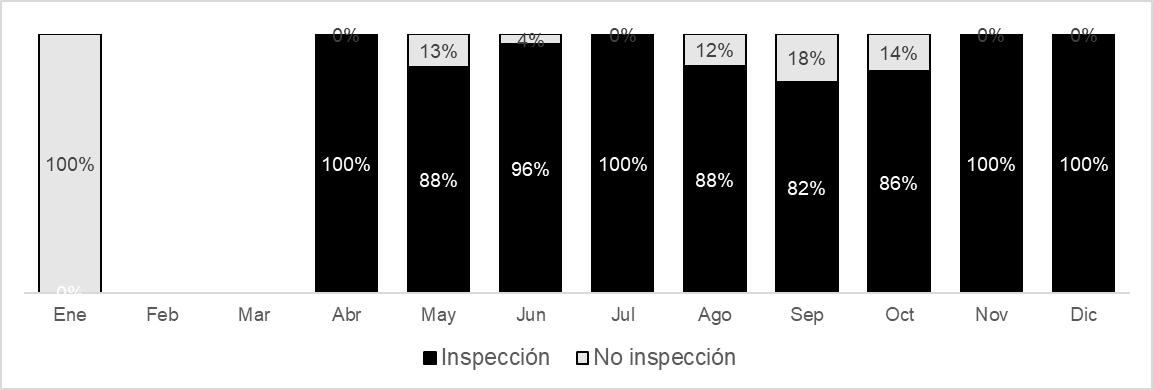 0% 0% 0% 0%
13% 4% 12% 18% 14%
100% 100% 88% 96% 100% 88% 82% 86% 100% 100%
0%
Ene Feb Mar Abr May Jun Jul Ago Sep Oct Nov Dic
Inspección No inspección